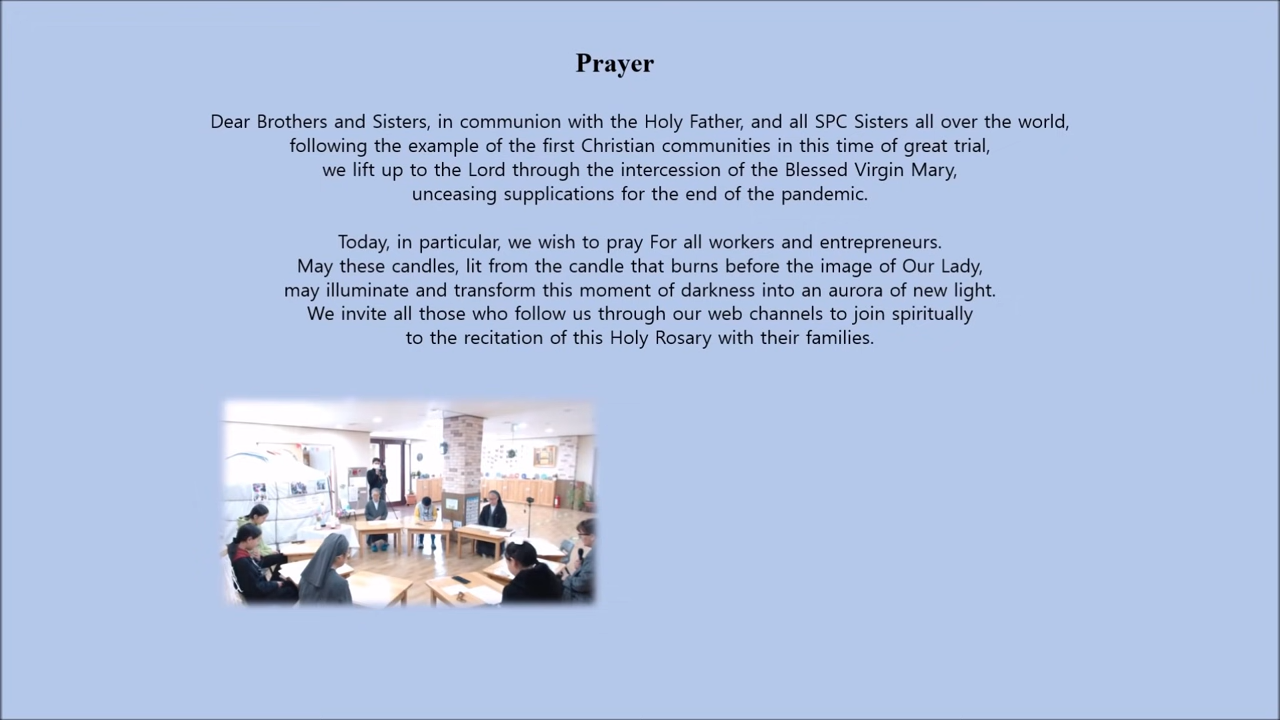 Prayer
Dear Brothers and Sisters, in communion with the Holy Father, and all SPC Sisters all over the world,
following the example of the first Christian communities in this time of great trial,
we lift up to the Lord through the intercession of the Blessed Virgin Mary,
unceasing supplications for the end of the pandemic.
Today, in particular, we wish to pray For all workers and entrepreneurs.
May these candles, lit from the candle that burns before the image of Our Lady,
may illuminate and transform this moment of darkness into an aurora of new light.
We invite all those who follow us through our web channels to join spiritually
to the recitation of this Holy Rosary with their families.